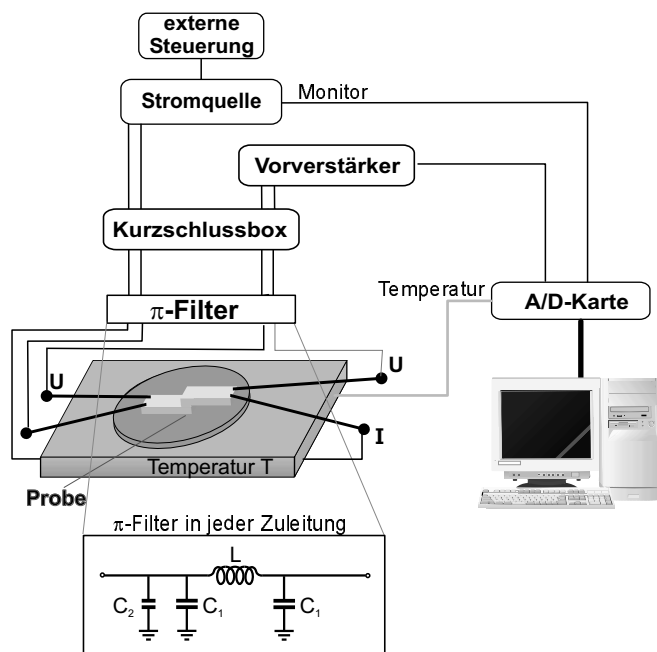 externe
Steuerung
Stromquelle
Monitor
Vorverstärker
Kurzschlussbox
Temperatur
A/D-Karte
π-Filter
U
U
I
Temperatur T
Probe
π-Filter in jeder Zuleitung
L
C₂
C₁
C₁